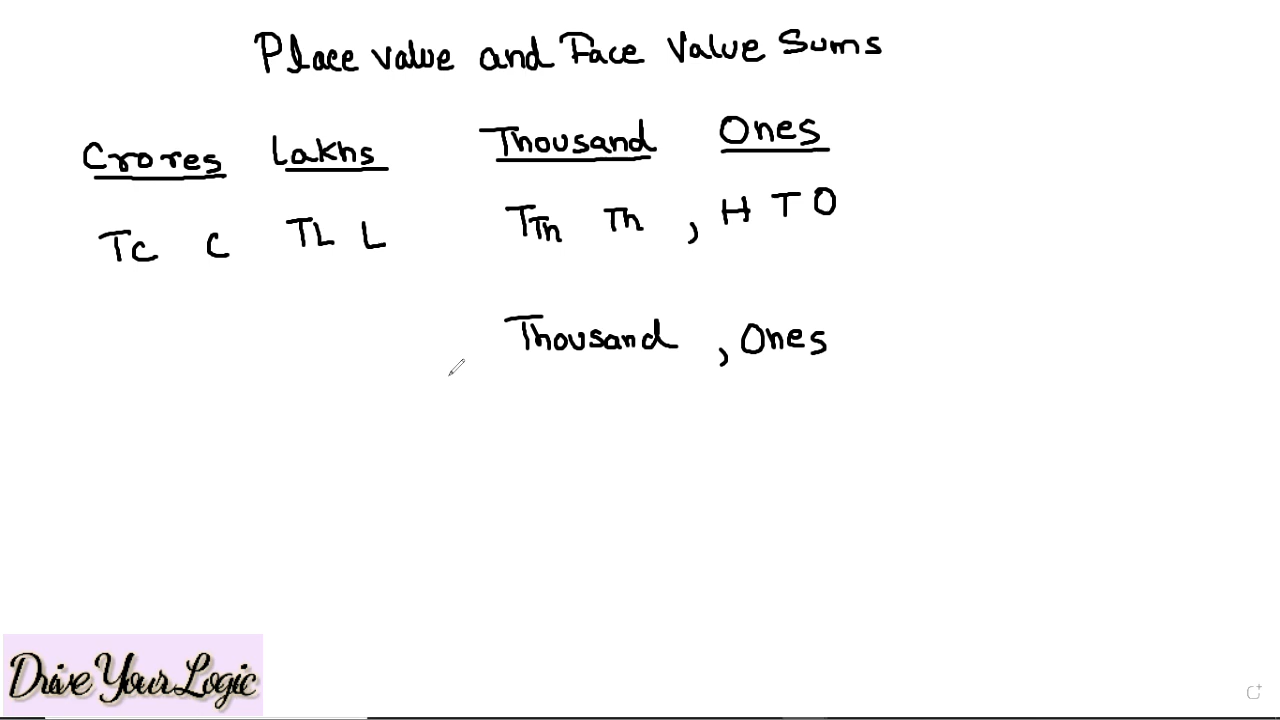 Place value and Face Value Sums
Crores Lakhs Thousand Ones
TC C TL L TTh Th , H T O
Thousand , Ones
Drive Your Logic